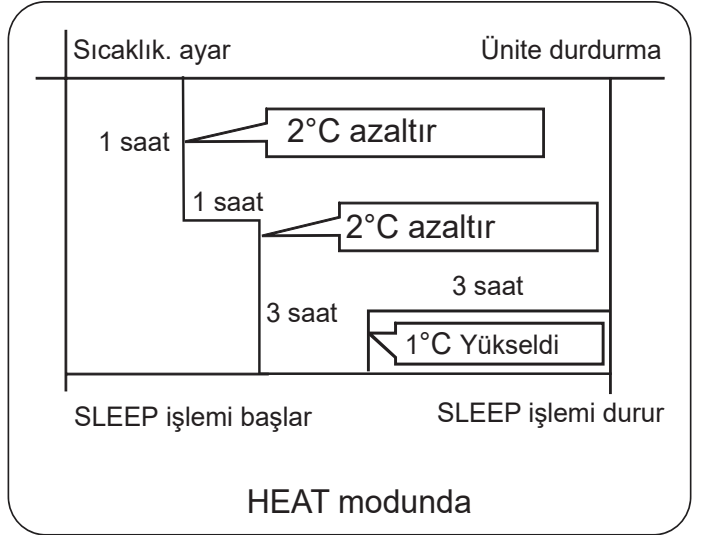 Sıcaklık. ayar
Ünite durdurma
1 saat
2°C azaltır
1 saat
2°C azaltır
3 saat
3 saat
1°C Yükseldi
SLEEP işlemi başlar
SLEEP işlemi durur
HEAT modunda